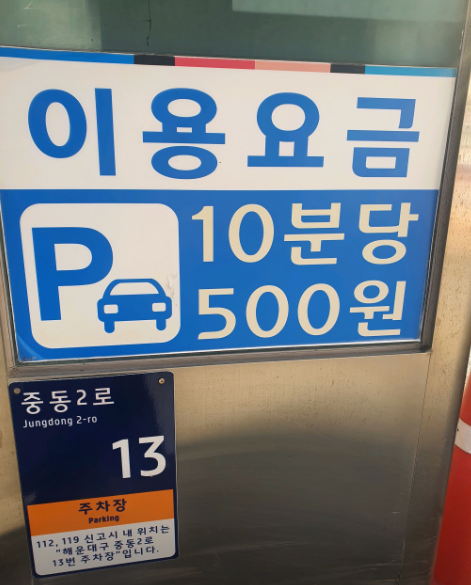 이용요금
P
10분당
500원
중동2로
Jungdong 2-ro
13
주차장
Parking
112, 119 신고시 내 위치는
"해운대구 중동2로
13번 주차장"입니다.